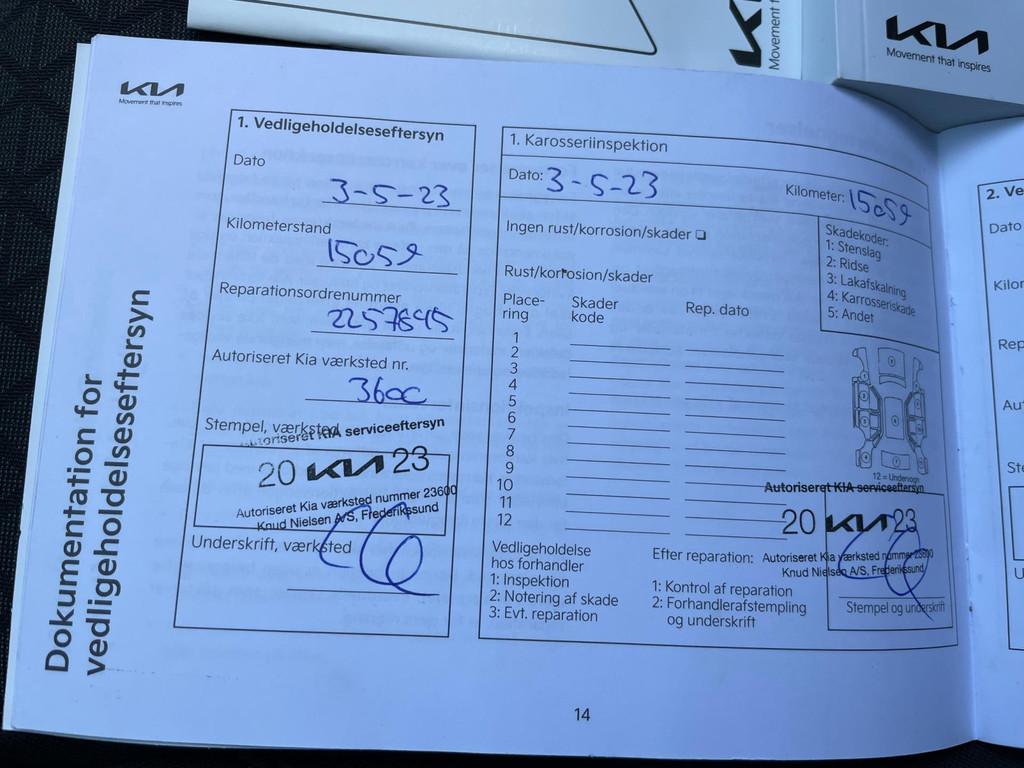 KIA
Movement that inspires
KIA
Movement that inspires
Dokumentation for
vedligeholdelseseftersyn
1. Vedligeholdelseseftersyn
Dato
3-5-23
Kilometerstand
15059
Reparationsordrenummer
2257645
Autoriseret Kia værksted nr.
Stempel, værksted
Autoriseret KIA serviceeftersyn
20 KIA 23
Autoriseret Kia værksted nummer 23600
Knud Nielsen A/S, Frederikssund
Underskrift, værksted
1. Karosseriinspektion
Dato: 3-5-23
Kilometer: 15059
Ingen rust/korrosion/skader
Rust/korrosion/skader
Place-
ring
Skader
kode
Rep. dato
1
2
3
4
5
6
7
8
9
10
11
12
Skadekoder:
1: Stenslag
2: Ridse
3: Lakafskalning
4: Karrosseriskade
5: Andet
12 = Undervogn
Autoriseret KIA serviceeftersyn
20 KIA 23
Autoriseret Kia værksted nummer 23600
Knud Nielsen A/S, Frederikssund
Stempel og underskrift
Vedligeholdelse
hos forhandler
1: Inspektion
2: Notering af skade
3: Evt. reparation
Efter reparation:
1: Kontrol af reparation
2: Forhandlerafstempling
og underskrift
14
2. Ve
Dato
Kilor
Rep
Au